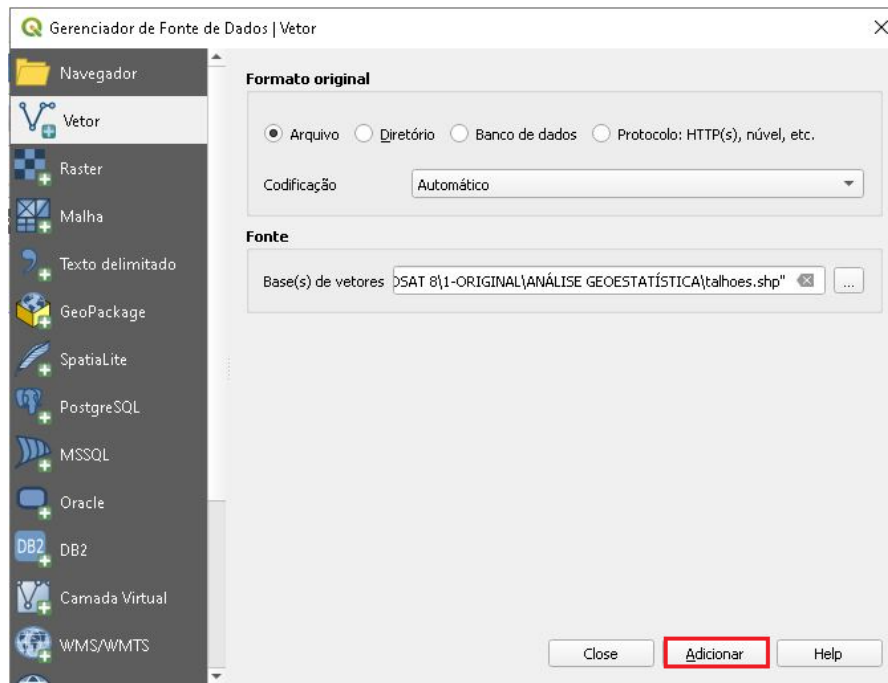 Gerenciador de Fonte de Dados | Vetor
Navegador
Vetor
Raster
Malha
Texto delimitado
GeoPackage
SpatiaLite
PostgreSQL
MSSQL
Oracle
DB2
DB2
Camada Virtual
WMS/WMTS
Formato original
Arquivo Diretório Banco de dados Protocolo: HTTP(s), núvel, etc.
Codificação Automático
Fonte
Base(s) de vetores OSAT 8\1-ORIGINAL\ANÁLISE GEOESTATÍSTICA\talhoes.shp" ...
Close Adicionar Help